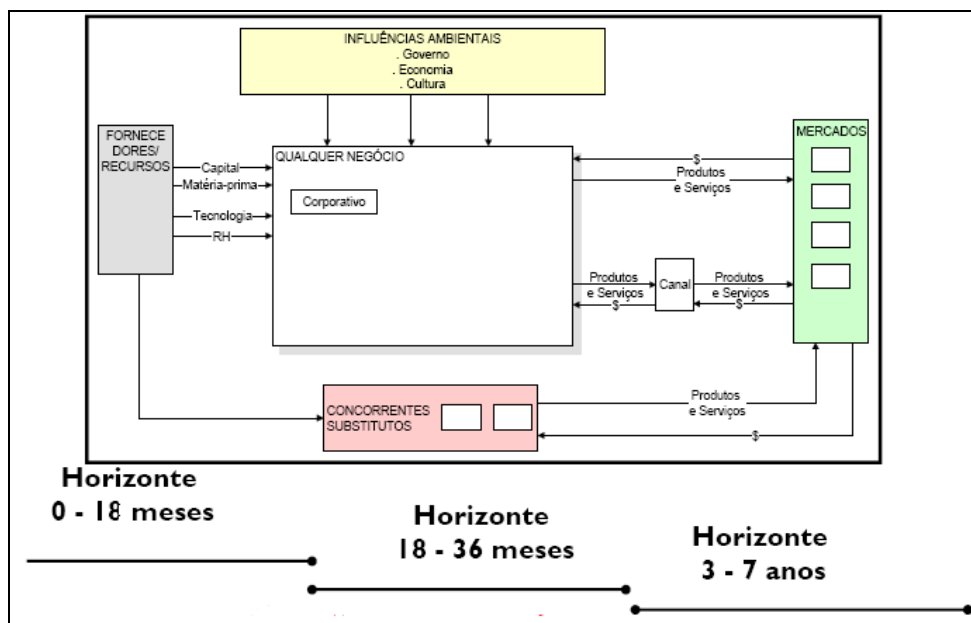 INFLUÊNCIAS AMBIENTAIS
. Governo
. Economia
. Cultura
FORNECE
DORES/
RECURSOS
Capital
Matéria-prima
Tecnologia
RH
QUALQUER NEGÓCIO
Corporativo
MERCADOS
$
Produtos
e Serviços
Produtos
e Serviços
$
Canal
Produtos
e Serviços
$
CONCORRENTES
SUBSTITUTOS
Produtos
e Serviços
$
Horizonte
0 - 18 meses
Horizonte
18 - 36 meses
Horizonte
3 - 7 anos